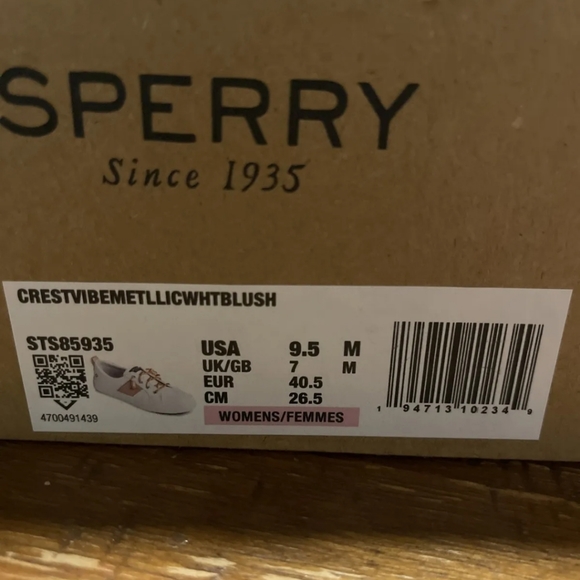 SPERRY
Since 1935
CRESTVIBEMETLLICWHTBLUSH
STS85935
4700491439
USA 9.5 M
UK/GB 7 M
EUR 40.5
CM 26.5
WOMENS/FEMMES
1 94713 10234 9